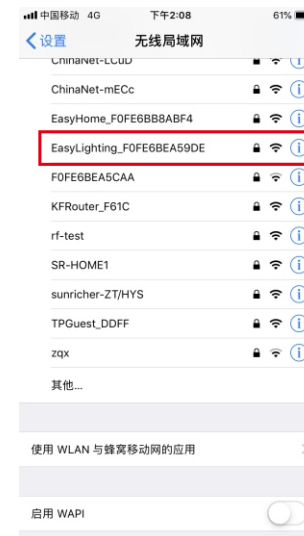 中国移动 4G 下午2:08 61%
设置 无线局域网
ChinaNet-LCuD
ChinaNet-mECc
EasyHome_F0FE6BB8ABF4
EasyLighting_F0FE6BEA59DE
F0FE6BEA5CAA
KFRouter_F61C
rf-test
SR-HOME1
sunricher-ZT/HYS
TPGuest_DDFF
zqx
其他...
使用 WLAN 与蜂窝移动网的应用
启用 WAPI